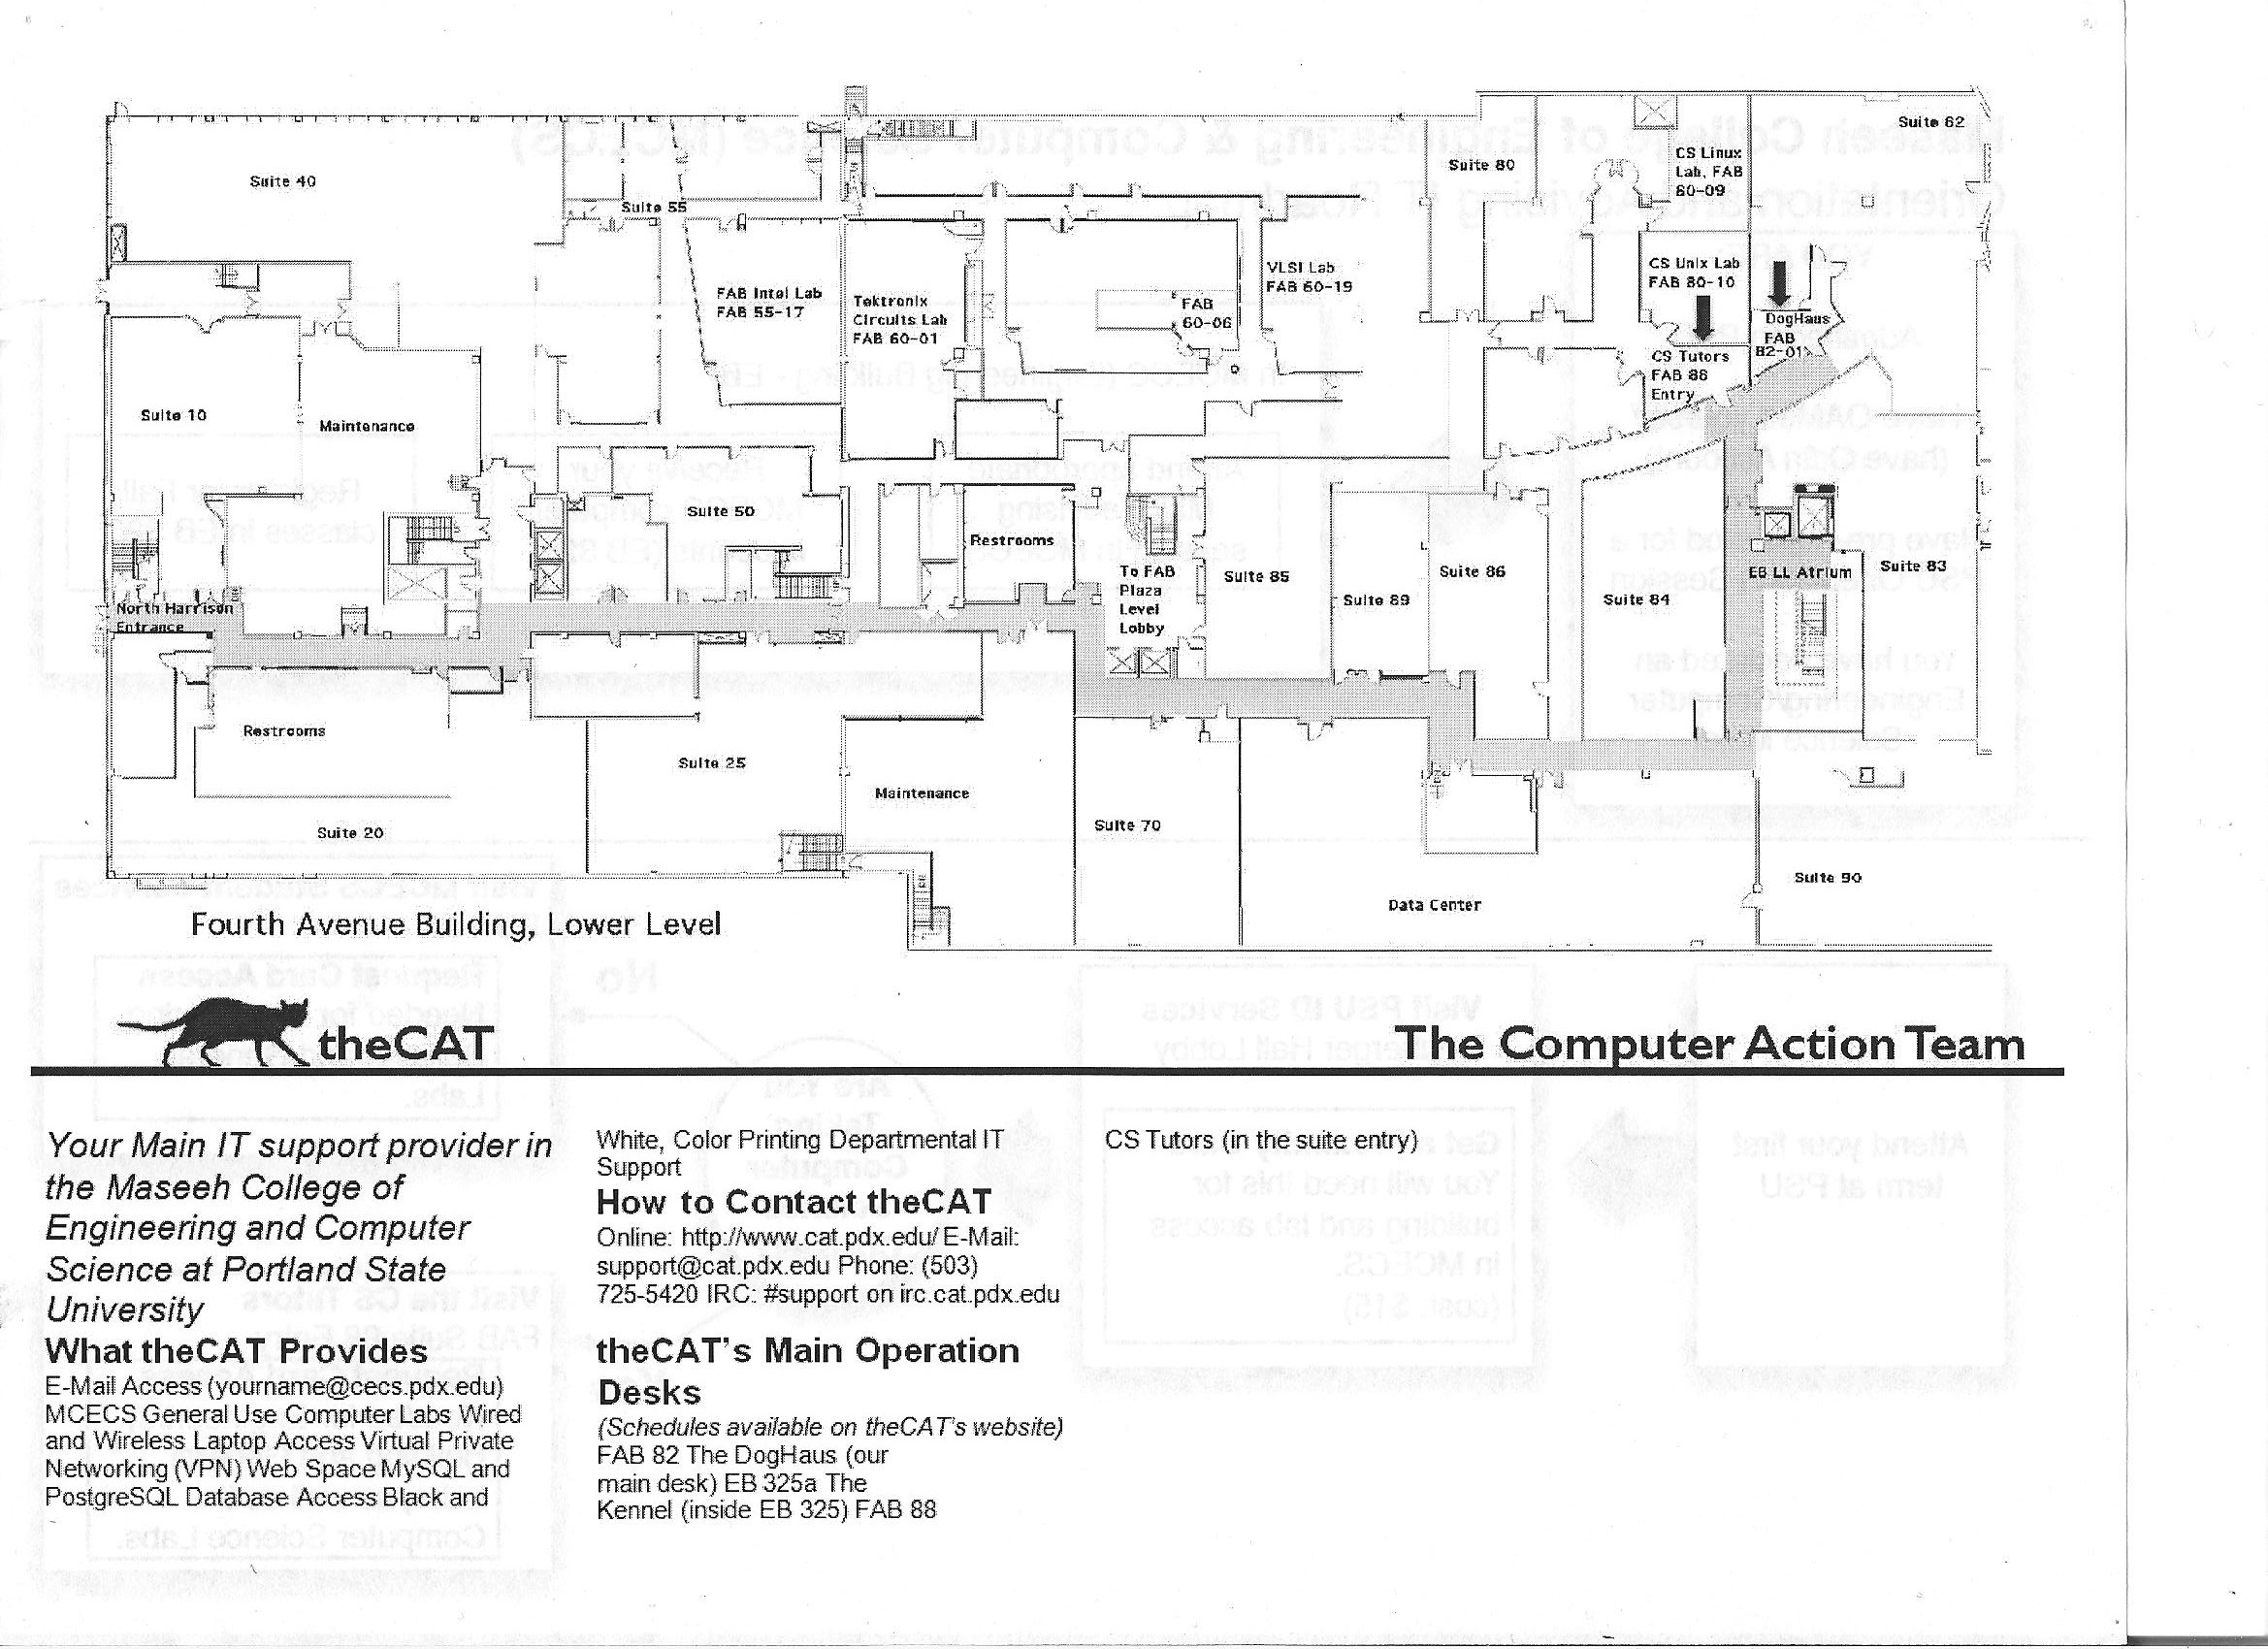 Suite 62
CS Linux
Lab, FAB
80-09
Suite 80
Suite 40
Suite 55
CS Unix Lab
FAB 80-10
VLSI Lab
FAB 60-19
FAB Intel Lab
FAB 55-17
Tektronix
Circuits Lab
FAB 60-01
FAB
60-06
DogHaus
FAB
82-01
CS Tutors
FAB 88
Entry
Suite 10
Maintenance
Suite 50
Restrooms
To FAB
Plaza
Level
Lobby
Suite 85
Suite 89
Suite 86
Suite 84
EB LL Atrium
Suite 83
North Harrison
Entrance
Restrooms
Suite 25
Maintenance
Suite 20
Suite 70
Data Center
Suite 90
Fourth Avenue Building, Lower Level
theCAT
The Computer Action Team
Your Main IT support provider in
the Maseeh College of
Engineering and Computer
Science at Portland State
University
What theCAT Provides
E-Mail Access (yourname@cecs.pdx.edu)
MCECS General Use Computer Labs Wired
and Wireless Laptop Access Virtual Private
Networking (VPN) Web Space MySQL and
PostgreSQL Database Access Black and
White, Color Printing Departmental IT
Support
How to Contact theCAT
Online: http://www.cat.pdx.edu/ E-Mail:
support@cat.pdx.edu Phone: (503)
725-5420 IRC: #support on irc.cat.pdx.edu
theCAT's Main Operation
Desks
(Schedules available on theCAT's website)
FAB 82 The DogHaus (our
main desk) EB 325a The
Kennel (inside EB 325) FAB 88
CS Tutors (in the suite entry)